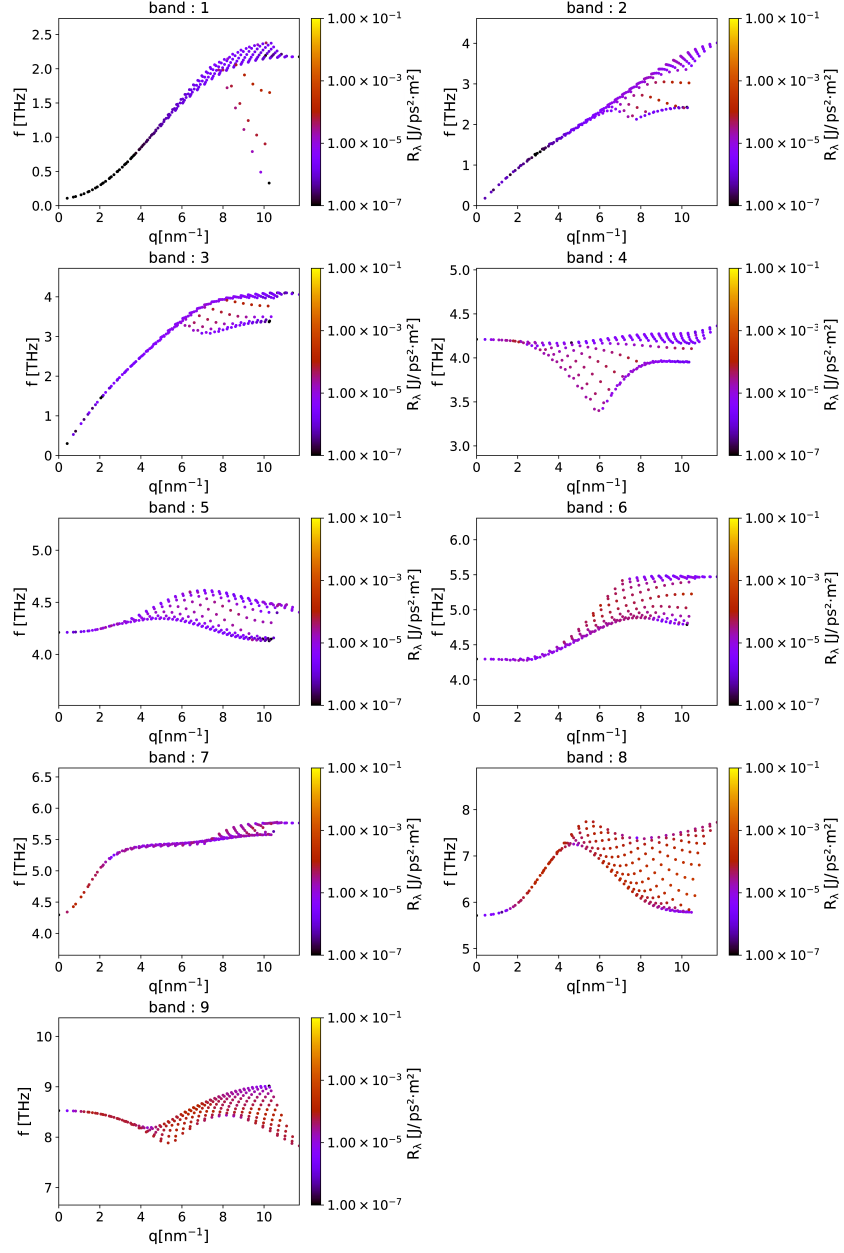 band : 1
2.5
2.0
1.5
1.0
0.5
0.0
0 2 4 6 8 10
q[nm⁻¹]
f [THz]
1.00 × 10⁻¹
1.00 × 10⁻³
1.00 × 10⁻⁵
1.00 × 10⁻⁷
R_λ [J/ps²·m²]
band : 2
4
3
2
1
0
0 2 4 6 8 10
q[nm⁻¹]
f [THz]
1.00 × 10⁻¹
1.00 × 10⁻³
1.00 × 10⁻⁵
1.00 × 10⁻⁷
R_λ [J/ps²·m²]
band : 3
4
3
2
1
0
0 2 4 6 8 10
q[nm⁻¹]
f [THz]
1.00 × 10⁻¹
1.00 × 10⁻³
1.00 × 10⁻⁵
1.00 × 10⁻⁷
R_λ [J/ps²·m²]
band : 4
5.0
4.5
4.0
3.5
3.0
0 2 4 6 8 10
q[nm⁻¹]
f [THz]
1.00 × 10⁻¹
1.00 × 10⁻³
1.00 × 10⁻⁵
1.00 × 10⁻⁷
R_λ [J/ps²·m²]
band : 5
5.0
4.5
4.0
0 2 4 6 8 10
q[nm⁻¹]
f [THz]
1.00 × 10⁻¹
1.00 × 10⁻³
1.00 × 10⁻⁵
1.00 × 10⁻⁷
R_λ [J/ps²·m²]
band : 6
6.0
5.5
5.0
4.5
4.0
0 2 4 6 8 10
q[nm⁻¹]
f [THz]
1.00 × 10⁻¹
1.00 × 10⁻³
1.00 × 10⁻⁵
1.00 × 10⁻⁷
R_λ [J/ps²·m²]
band : 7
6.5
6.0
5.5
5.0
4.5
4.0
0 2 4 6 8 10
q[nm⁻¹]
f [THz]
1.00 × 10⁻¹
1.00 × 10⁻³
1.00 × 10⁻⁵
1.00 × 10⁻⁷
R_λ [J/ps²·m²]
band : 8
8
7
6
5
0 2 4 6 8 10
q[nm⁻¹]
f [THz]
1.00 × 10⁻¹
1.00 × 10⁻³
1.00 × 10⁻⁵
1.00 × 10⁻⁷
R_λ [J/ps²·m²]
band : 9
10
9
8
7
0 2 4 6 8 10
q[nm⁻¹]
f [THz]
1.00 × 10⁻¹
1.00 × 10⁻³
1.00 × 10⁻⁵
1.00 × 10⁻⁷
R_λ [J/ps²·m²]